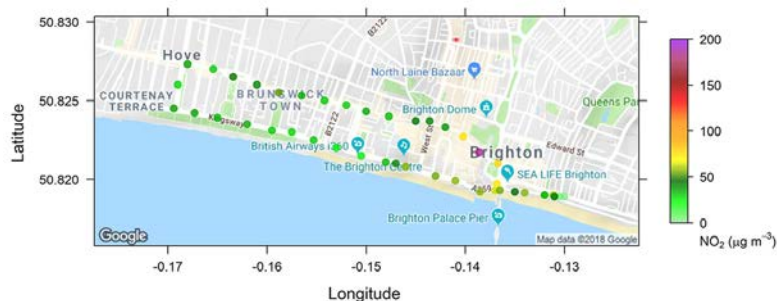 50.830
50.825
50.820
Latitude
Hove
B2122
North Laine Bazaar
COURTENAY
TERRACE
BRUNSWICK
TOWN
Brighton Dome
Queens Pa
Kingsway
B2122
West St
Edward St
British Airways i360
The Brighton Centre
Brighton
SEA LIFE Brighton
A259
Brighton Palace Pier
Google
Map data ©2018 Google
-0.17
-0.16
-0.15
-0.14
-0.13
Longitude
200
150
100
50
0
NO₂ (μg m⁻³)